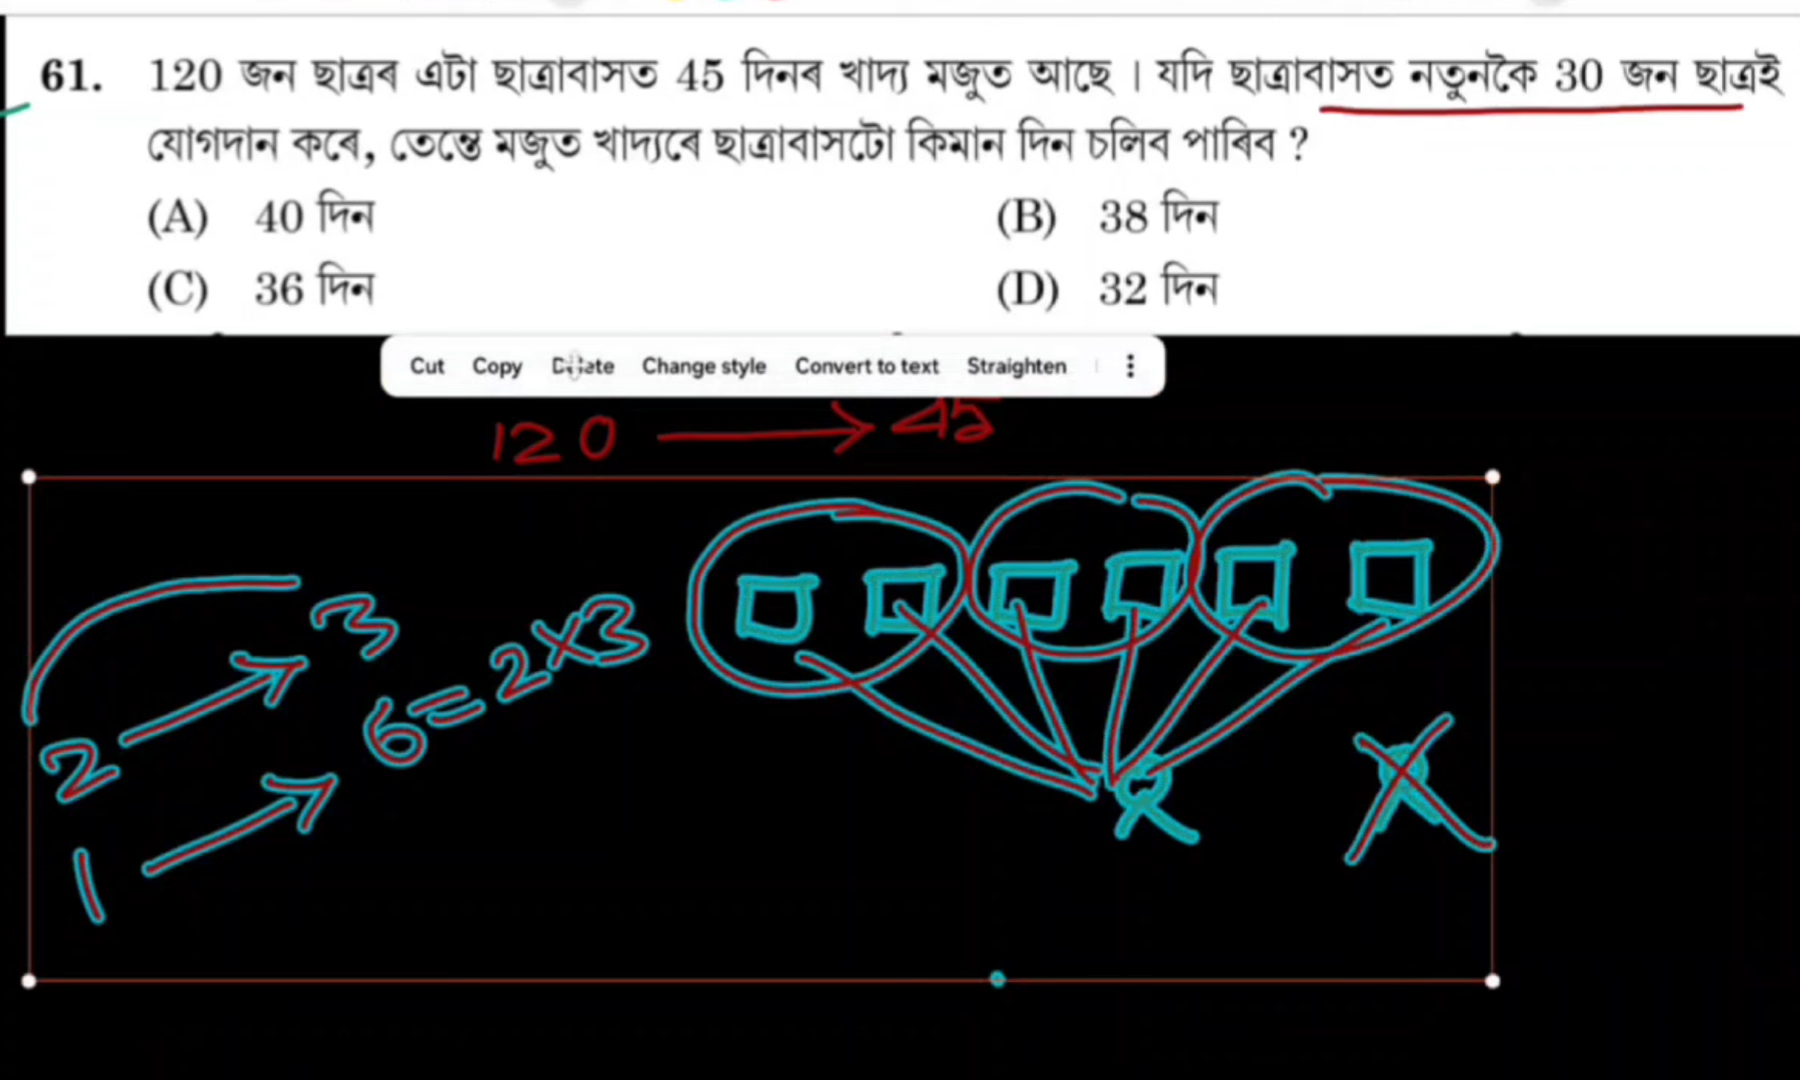 61. 120 জন ছাত্ৰৰ এটা ছাত্ৰাবাসত 45 দিনৰ খাদ্য মজুত আছে । যদি ছাত্ৰাবাসত নতুনকৈ 30 জন ছাত্ৰই
যোগদান কৰে, তেন্তে মজুত খাদ্যৰে ছাত্ৰাবাসটো কিমান দিন চলিব পাৰিব ?
(A) 40 দিন (B) 38 দিন
(C) 36 দিন (D) 32 দিন
Cut Copy Delete Change style Convert to text Straighten
120 → 45
2 → 3
1 → 6 = 2×3